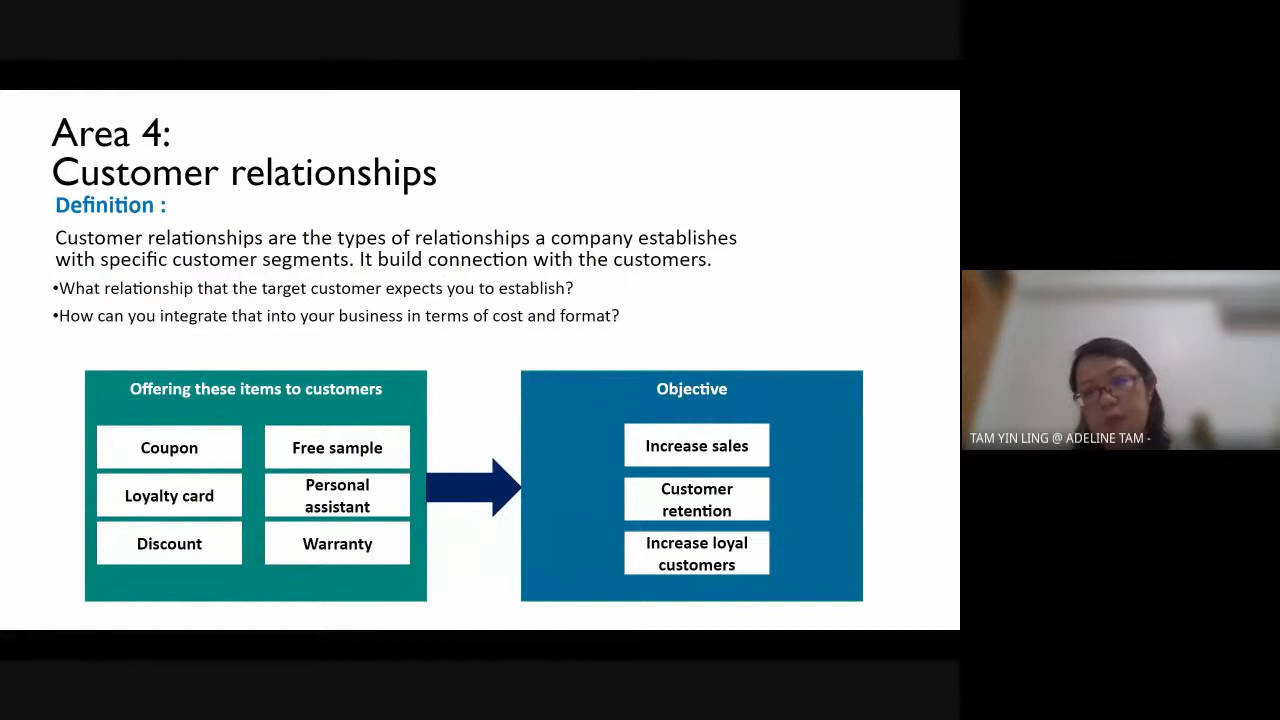 Area 4:
Customer relationships
Definition :
Customer relationships are the types of relationships a company establishes
with specific customer segments. It build connection with the customers.
•What relationship that the target customer expects you to establish?
•How can you integrate that into your business in terms of cost and format?
Offering these items to customers
Coupon
Free sample
Loyalty card
Personal
assistant
Discount
Warranty
Objective
Increase sales
Customer
retention
Increase loyal
customers
TAM YIN LING @ ADELINE TAM -